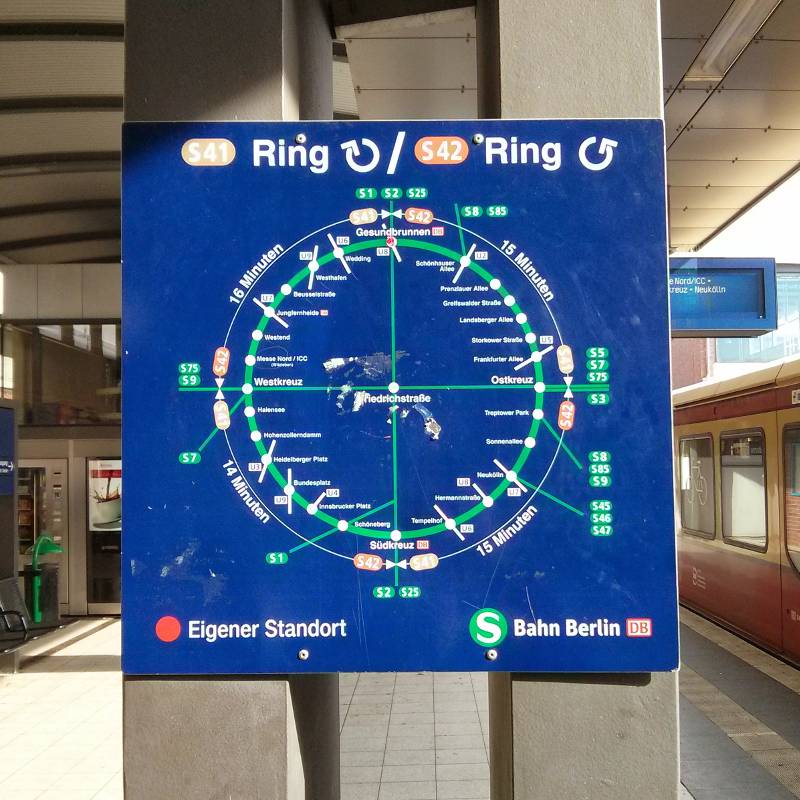 S41 Ring / S42 Ring
S1 S2 S25
S8 S85
S41 S42
Gesundbrunnen DB
U6 U8
U9 Wedding
Schönhauser Allee U2
16 Minuten
15 Minuten
Westhafen
Beusselstraße
Prenzlauer Allee
U7
Greifswalder Straße
Jungfernheide DB
Landsberger Allee
Westend
Storkower Straße U5
Messe Nord / ICC
(Witzleben)
Frankfurter Allee
S42
S41
S5
S7
S75
S3
S75
S9
Westkreuz
Ostkreuz
Friedrichstraße
S41
S42
Halensee
Treptower Park
Hohenzollerndamm
Sonnenallee
S7
Heidelberger Platz
U3
S8
S85
S9
Neukölln
U7
U8
Bundesplatz
U9
U4
Innsbrucker Platz
Hermannstraße
14 Minuten
15 Minuten
S45
S46
S47
Schöneberg
Tempelhof
U6
S1
Südkreuz DB
S42 S41
S2 S25
Eigener Standort
S Bahn Berlin DB
e Nord/ICC -
kreuz - Neukölln